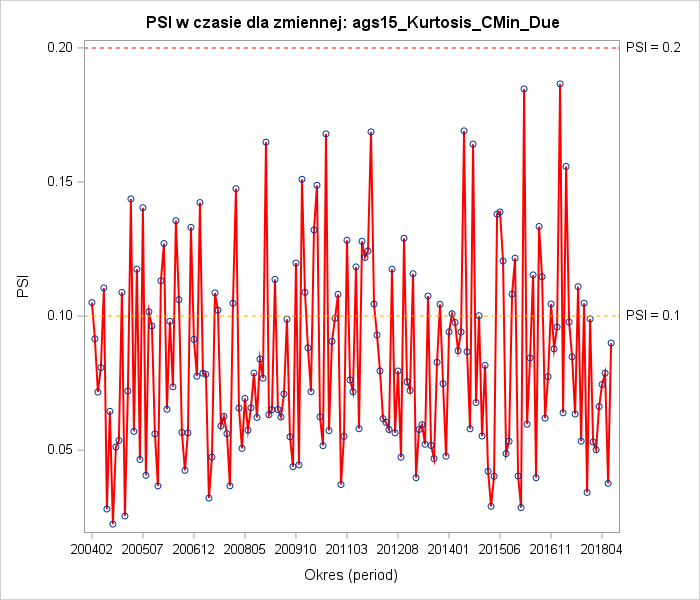 PSI w czasie dla zmiennej: ags15_Kurtosis_CMin_Due
0.20
PSI = 0.2
0.15
PSI
0.10
PSI = 0.1
0.05
200402 200507 200612 200805 200910 201103 201208 201401 201506 201611 201804
Okres (period)